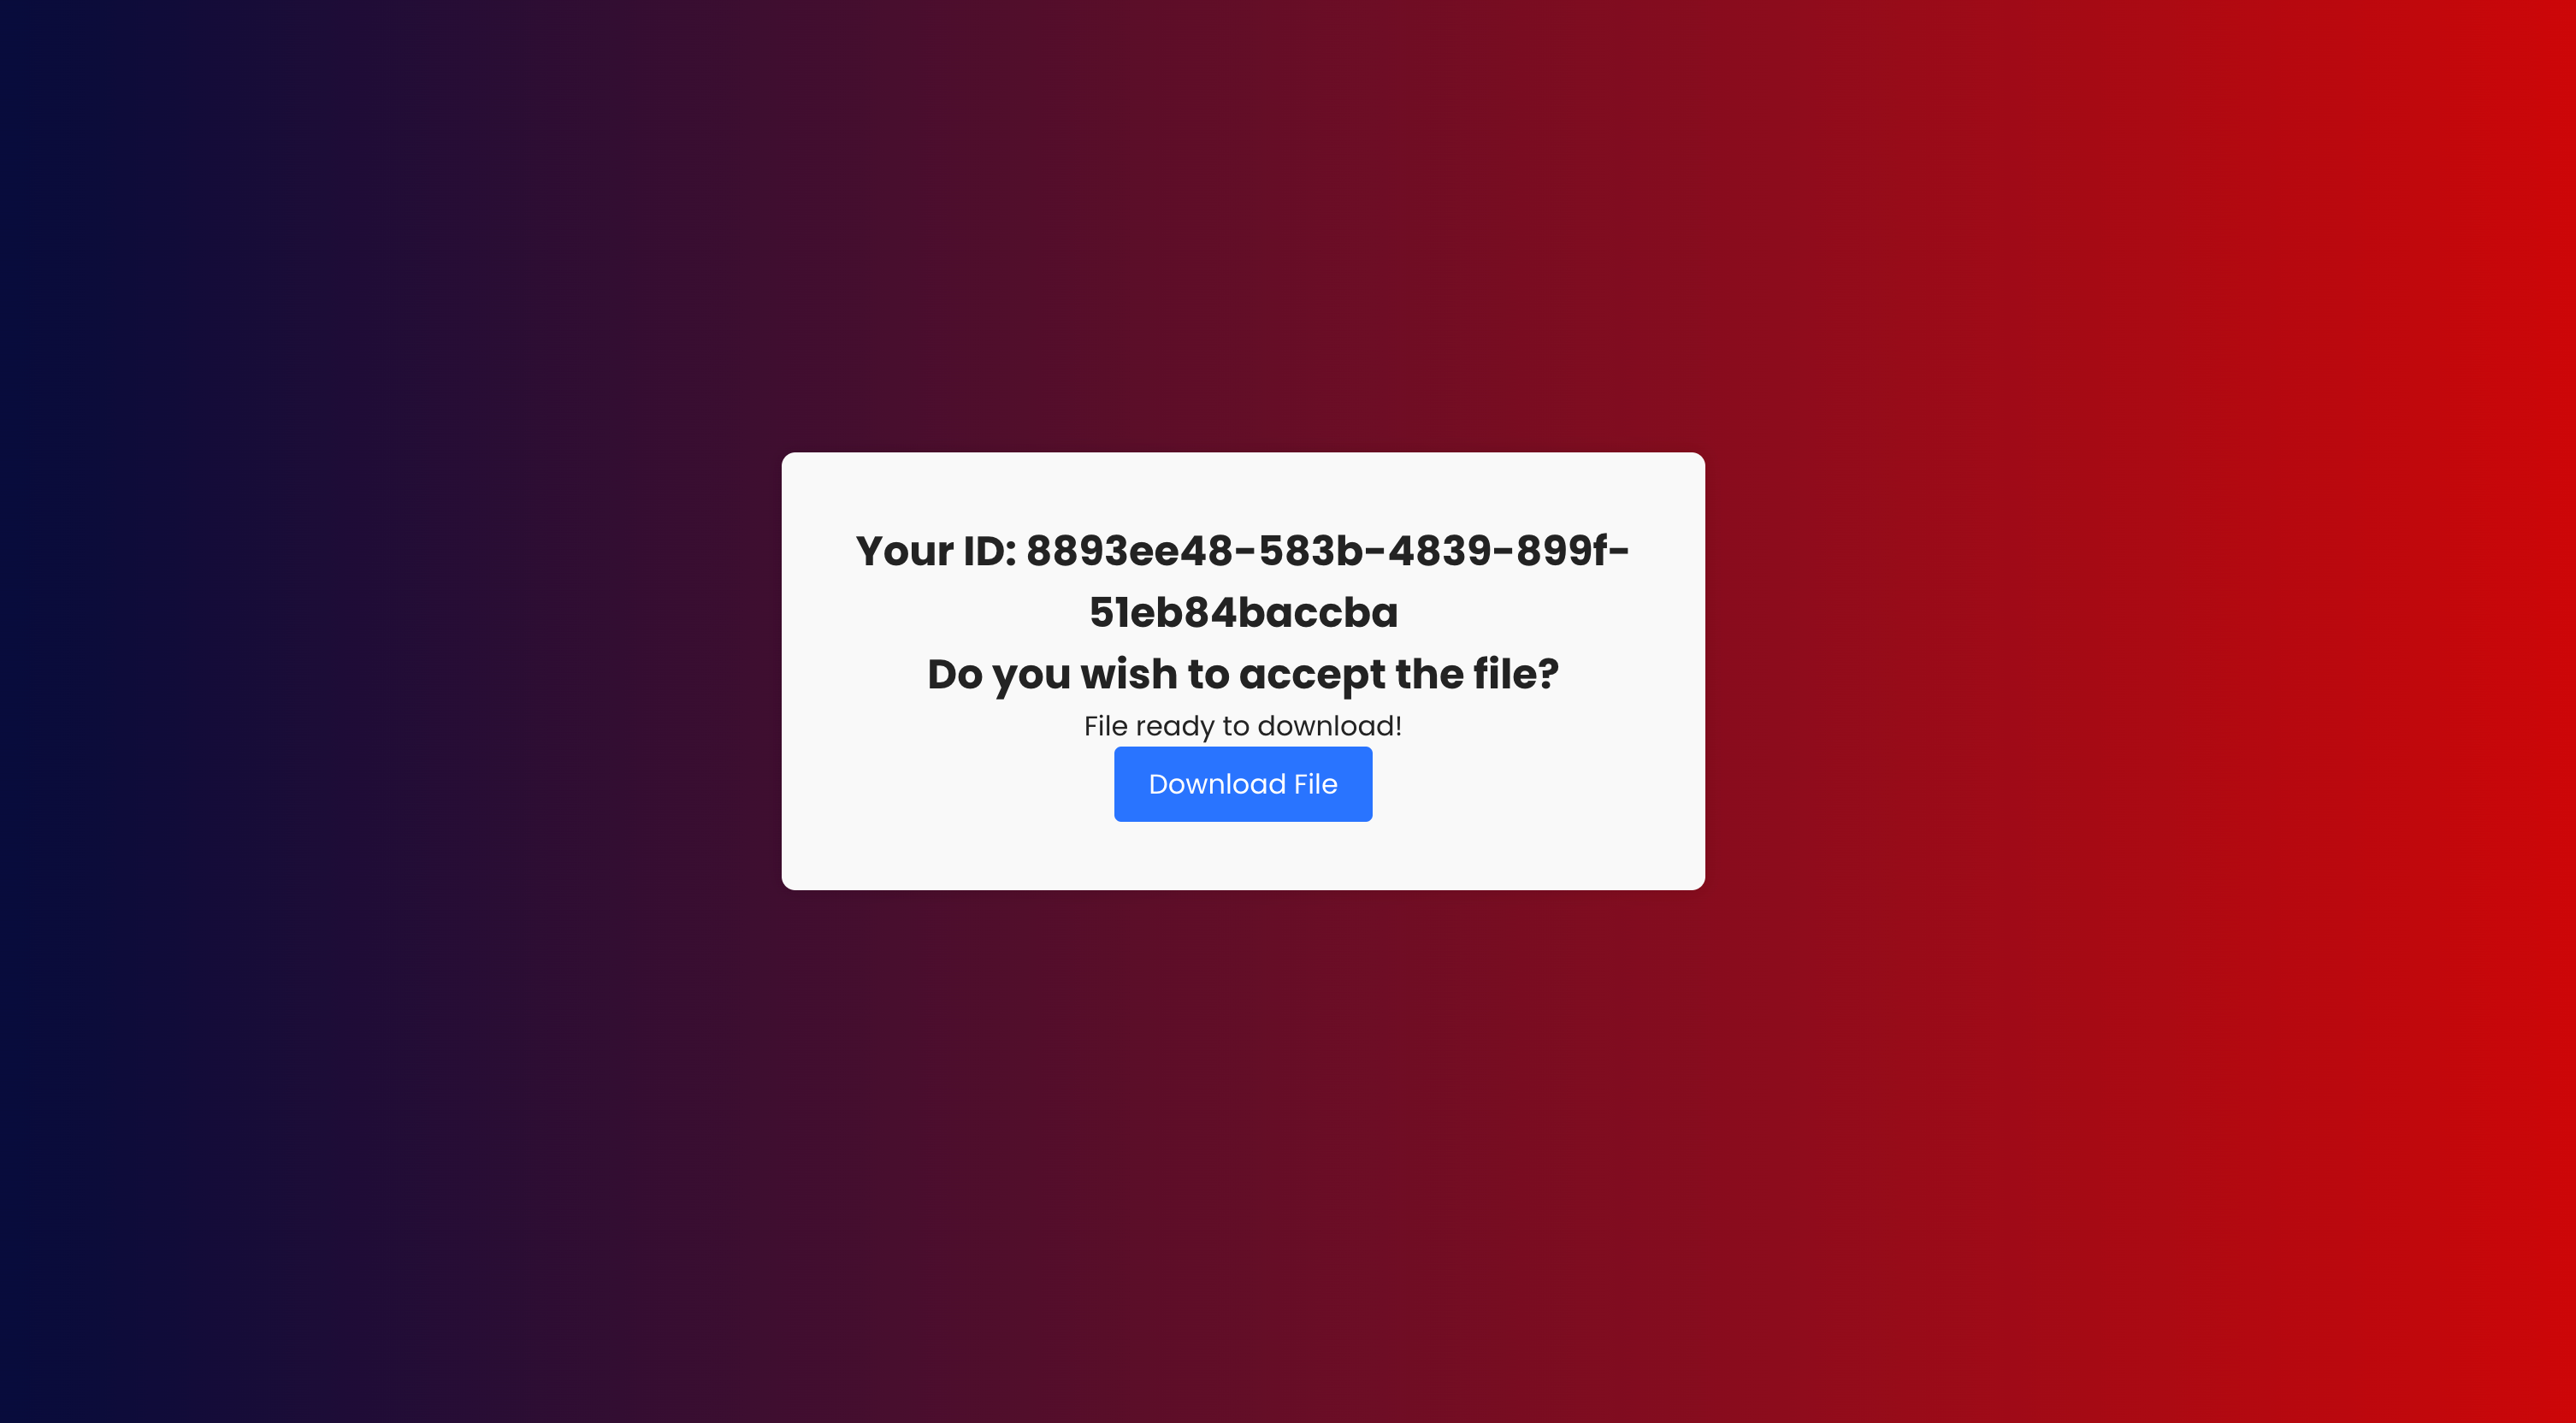 Your ID: 8893ee48-583b-4839-899f-
51eb84baccba
Do you wish to accept the file?
File ready to download!
Download File